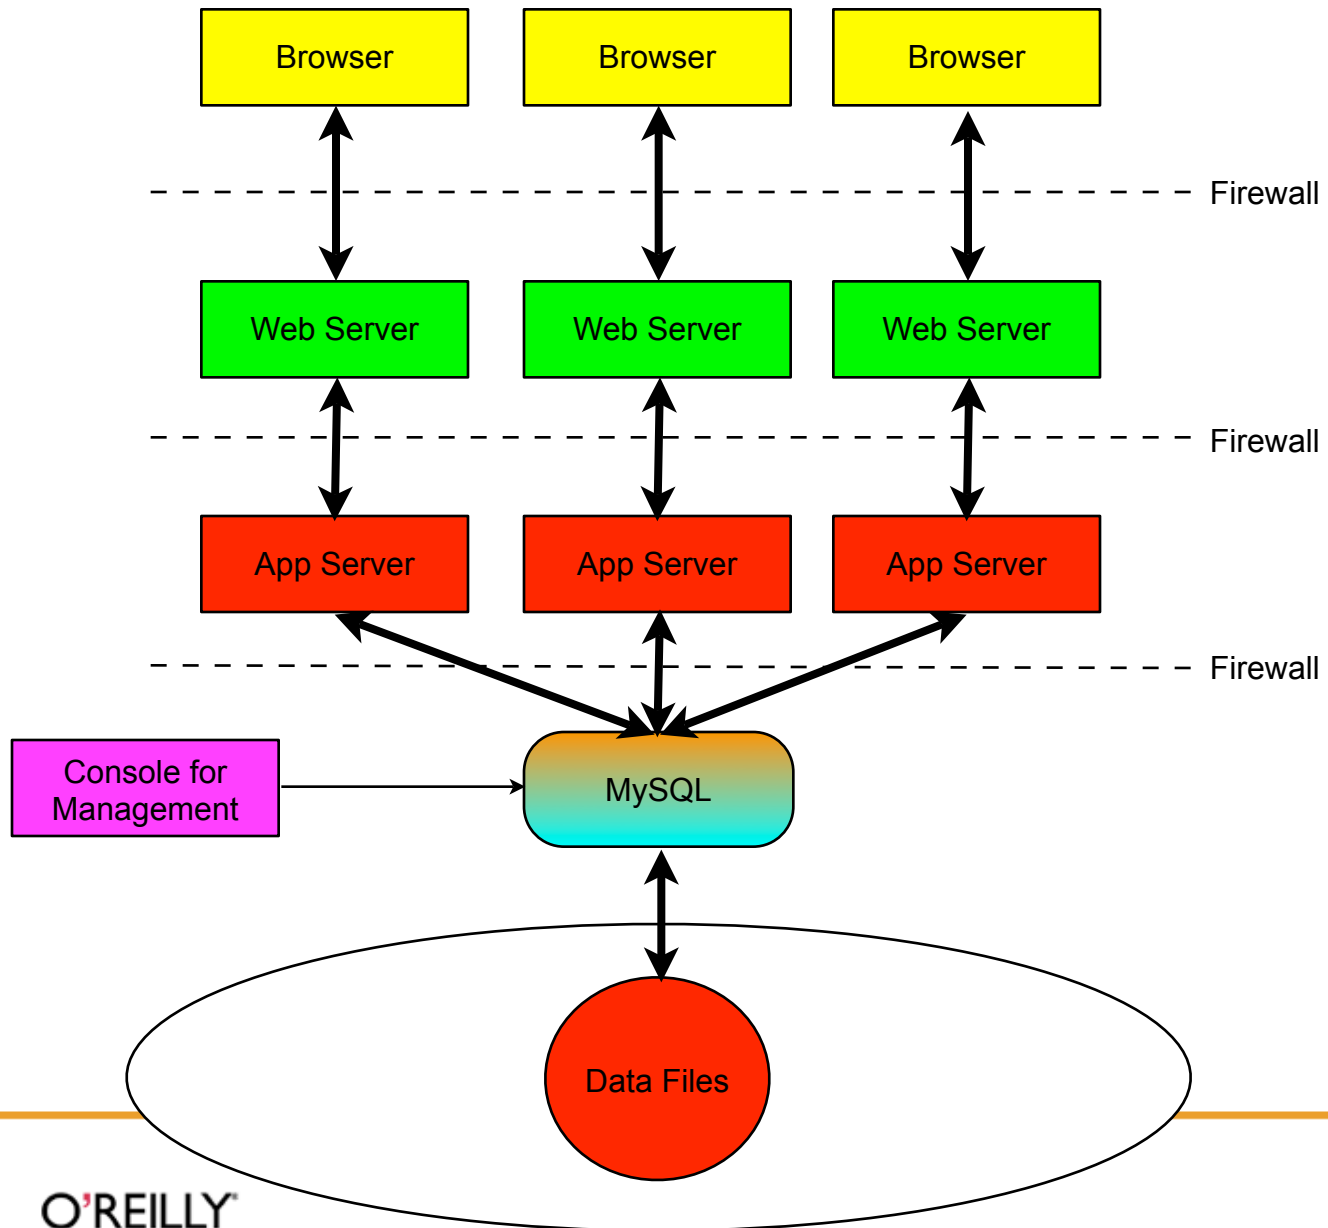 Browser
Browser
Browser
Firewall
Web Server
Web Server
Web Server
Firewall
App Server
App Server
App Server
Firewall
Console for
Management
MySQL
Data Files
O'REILLY®